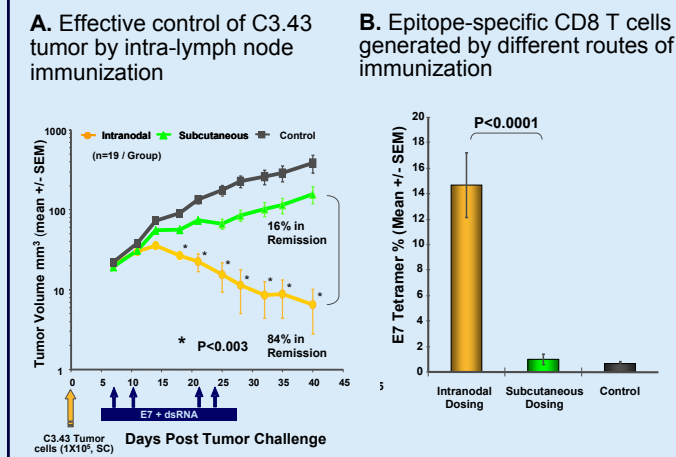 A. Effective control of C3.43
tumor by intra-lymph node
immunization
B. Epitope-specific CD8 T cells
generated by different routes of
immunization
1000
100
10
1
Tumor Volume mm³ (mean +/- SEM)
Intranodal Subcutaneous Control
(n=19 / Group)
16% in
Remission
* * * * * * *
* P<0.003
84% in
Remission
0 5 10 15 20 25 30 35 40 45
E7 + dsRNA
C3.43 Tumor
cells (1X10⁵, SC)
Days Post Tumor Challenge
E7 Tetramer % (Mean +/- SEM)
20
18
16
14
12
10
8
6
4
2
0
P<0.0001
Intranodal
Dosing
Subcutaneous
Dosing
Control